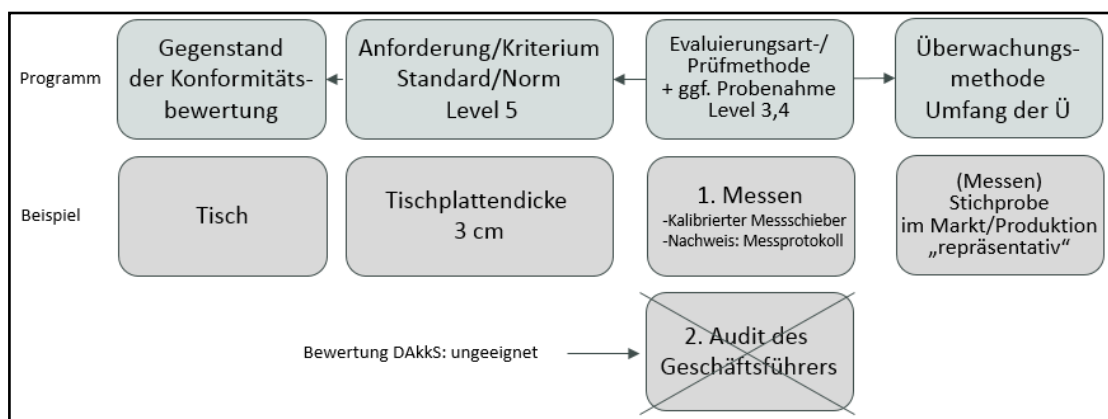 Programm
Gegenstand
der Konformitäts-
bewertung
Anforderung/Kriterium
Standard/Norm
Level 5
Evaluierungsart-/
Prüfmethode
+ ggf. Probenahme
Level 3,4
Überwachungs-
methode
Umfang der Ü
Beispiel
Tisch
Tischplattendicke
3 cm
1. Messen
-Kalibrierter Messschieber
-Nachweis: Messprotokoll
(Messen)
Stichprobe
im Markt/Produktion
„repräsentativ“
Bewertung DAkkS: ungeeignet
2. Audit des
Geschäftsführers